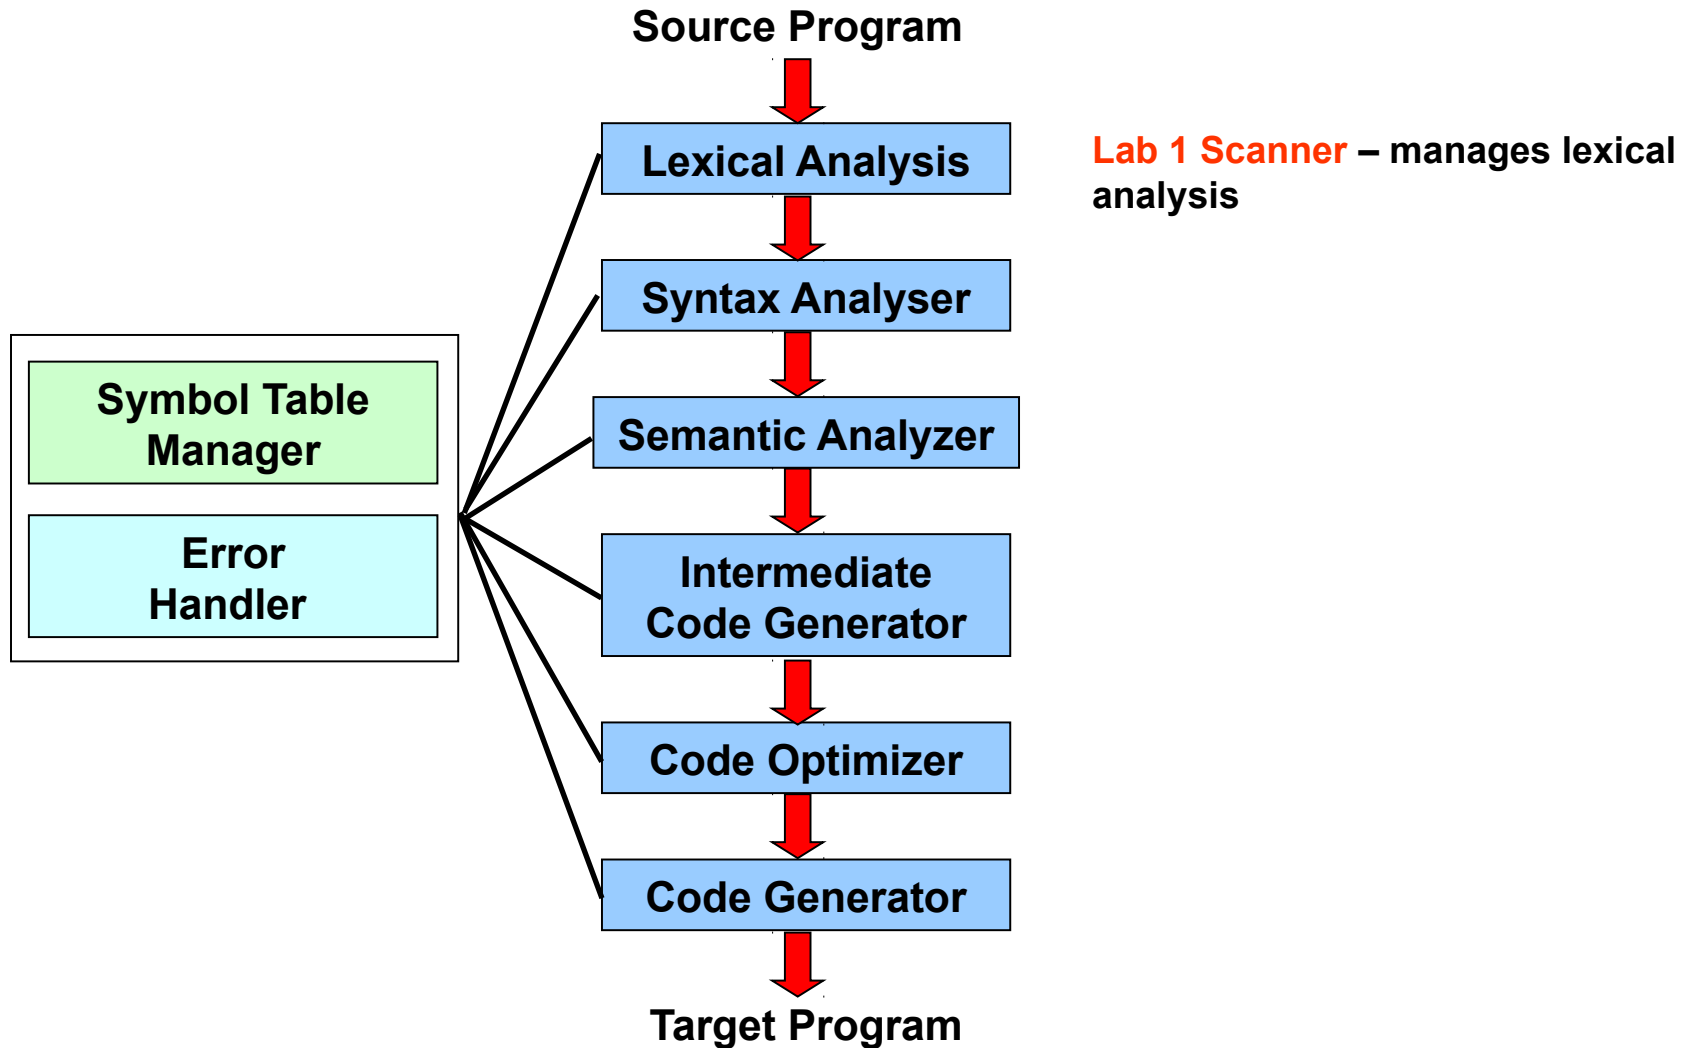 Source Program
Lexical Analysis
Lab 1 Scanner – manages lexical
analysis
Syntax Analyser
Symbol Table
Manager
Semantic Analyzer
Error
Handler
Intermediate
Code Generator
Code Optimizer
Code Generator
Target Program